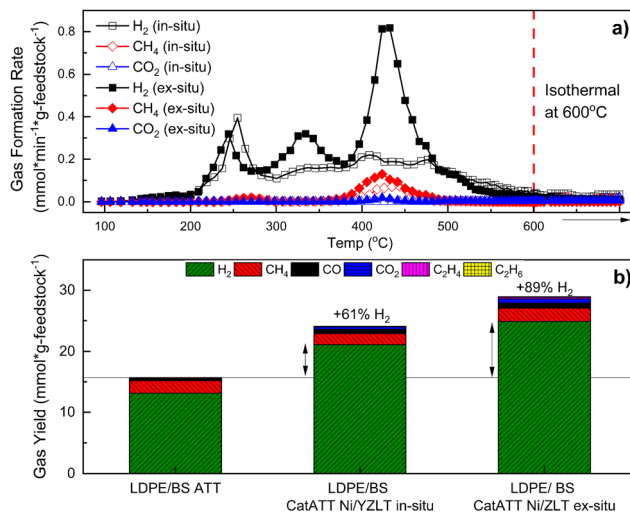 a)
H2 (in-situ)
CH4 (in-situ)
CO2 (in-situ)
H2 (ex-situ)
CH4 (ex-situ)
CO2 (ex-situ)
Isothermal
at 600°C
Gas Formation Rate
(mmol*min-1*g-feedstock-1)
0.8
0.6
0.4
0.2
0.0
100 200 300 400 500 600 700
Temp (°C)
b)
H2 CH4 CO CO2 C2H4 C2H6
+61% H2
+89% H2
Gas Yield (mmol*g-feedstock-1)
30
20
10
0
LDPE/BS ATT
LDPE/BS
CatATT Ni/YZLT in-situ
LDPE/ BS
CatATT Ni/ZLT ex-situ